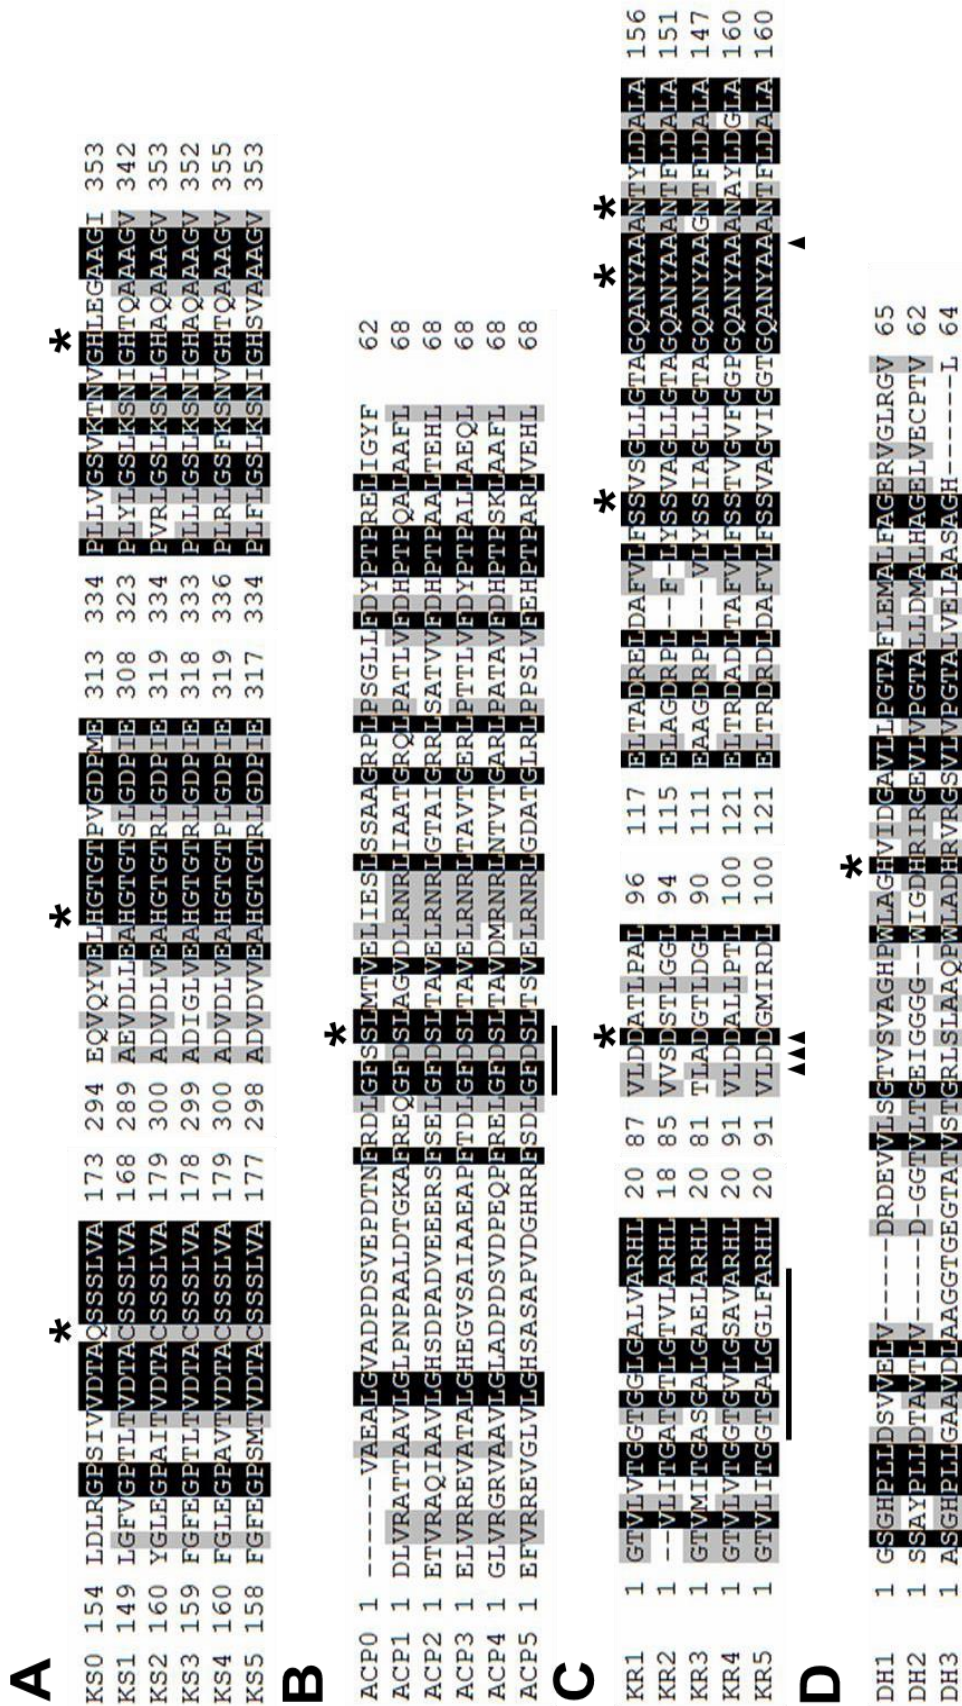 A
* * *
KS0 154 LDLRGPSIVVDTAQSSSLVA 173 294 EQVQYVELHGTGTPVGDPME 313 334 PLLVGSVKTNVGHLEGAAGI 353
KS1 149 LGFVGPTLTVDTACSSSLVA 168 289 AEVDLLEAHGTGTSLGDPIE 308 323 PLYLGSLKSNIGHTQAAAGV 342
KS2 160 YGLEGPAITVDTACSSSLVA 179 300 ADVDLVEAHGTGTRLGDPIE 319 334 PVRLGSLKSNLGHAQAAAGV 353
KS3 159 FGFEGPTLTVDTACSSSLVA 178 299 ADIGLVEAHGTGTRLGDPIE 318 333 PLLLGSLKSNIGHAQAAAGV 352
KS4 160 FGLEGPAVTVDTACSSSLVA 179 300 ADVDLVEAHGTGTPLGDPIE 319 336 PLRLGSFKSNVGHTQAAAGV 355
KS5 158 FGFEGPSMTVDTACSSSLVA 177 298 ADVDVVEAHGTGTRLGDPIE 317 334 PLFLGSLKSNIGHSVAAAGV 353
B
*
ACP0 1 ------VAEALGVADPDSVEPDTNFRDLGFSSLMTVELIESLSSAAGRPLPSGLLFDYPTPRELIGYF 62
ACP1 1 DLVRATTAAVLGLPNPAALDTGKAFREQGFDSLAGVDLRNRLIAATGRQLPATLVFDHPTPQALAAFL 68
ACP2 1 ETVRAQIAAVLGHSDPADVEEERSFSELGFDSLTAVELRNRLGTAIGRRLSATVVFDHPTPAALTEHL 68
ACP3 1 ELVRREVATALGHEGVSAIAAEAPFTDLGFDSLTAVELRNRLTAVTGERLPTTLVFDYPTPALLAEQL 68
ACP4 1 GLVRGRVAAVLGLADPDSVDPEQPFRELGFDSLTAVDMRNRLNTVTGARLPATAVFDHPTPSKLAAFL 68
ACP5 1 EFVRREVGLVLGHSASAPVDGHRRFSDLGFDSLTSVELRNRLGDATGLRLPPSLVFEHPTPARLVEHL 68
C
* * * *
KR1 1 GTVLVTGGTGGLGALVARHL 20 87 VLDDATLPAL 96 117 ELTADRELDAFVLFSSVSGLLGTAGQANYAAANTYLDALA 156
KR2 1 --VLITGATGTLGTVLARHL 18 85 VVSDSTLGGL 94 115 ELAGDRPL--F-LYSSVAGLLGTAGQANYAAANTFLDALA 151
KR3 1 GTVMITGASGALGAELARHL 20 81 TLADGTLDGL 90 111 EAAGDRPL---VLYSSIAGLLGTAGQANYAAGNTFLDALA 147
KR4 1 GTVLVTGGTGVLGSAVARHL 20 91 VLDDALLPTL 100 121 ELTRDADLTAFVLFSSTVGVFGGPGQANYAAANAYLDGLA 160
KR5 1 GTVLITGGTGALGGLFARHL 20 91 VLDDGMIRDL 100 121 ELTRDRDLDAFVLFSSVAGVIGGTGQANYAAANTFLDALA 160
D
*
DH1 1 GSGHPLLDSVVELV------DRDEVVLSGTVSVAGHPWLAGHVIDGAVLLPGTAFLEMALFAGERVGLRGV 65
DH2 1 SSAYPLLDTAVTLV------D-GGTVLTGEIGGGG--WIGDHRIRGEVLVPGTALLDMALHAGELVECPTV 62
DH3 1 ASGHPLLGAAVDLAAGGTGEGTATVSTGRLSLAAQPWLADHRVRGSVLVPGTALVELAASAGH------L 64